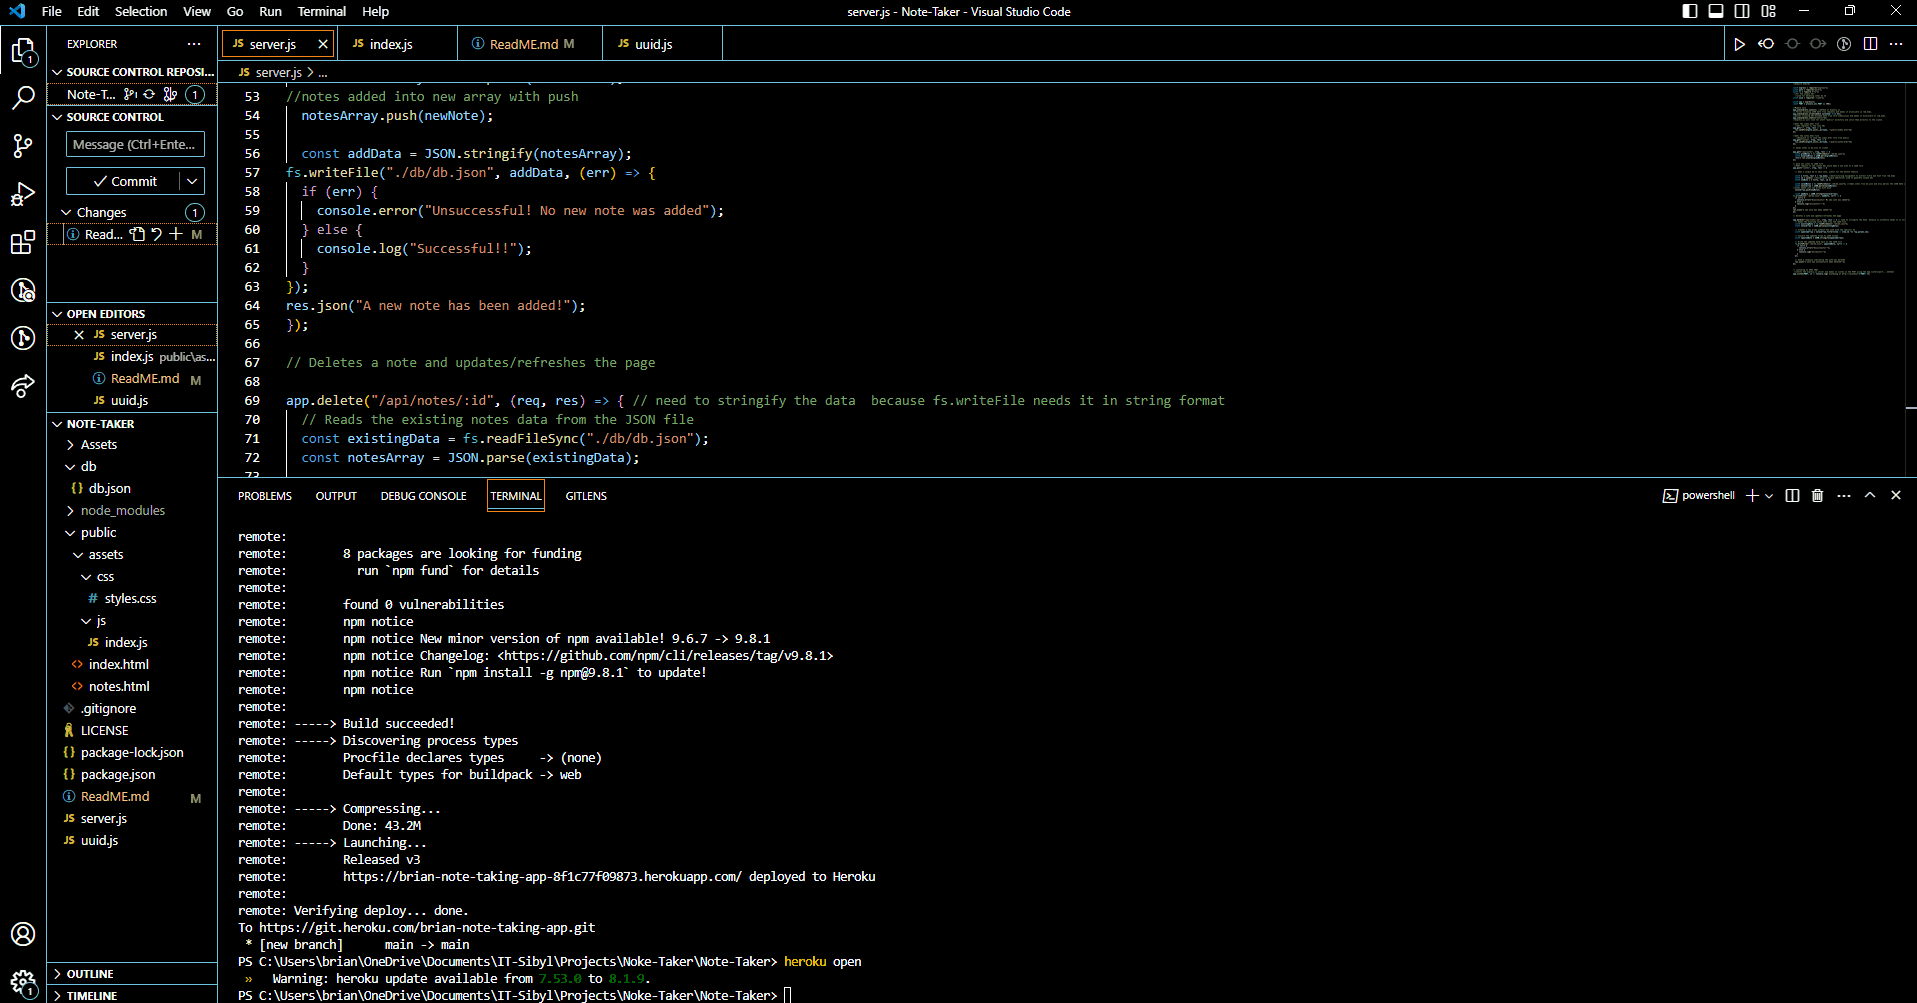 File Edit Selection View Go Run Terminal Help
server.js - Note-Taker - Visual Studio Code
EXPLORER
SOURCE CONTROL REPOSI...
Note-T... 1
SOURCE CONTROL
Message (Ctrl+Ente...
Commit
Changes 1
Read... M
OPEN EDITORS
JS server.js
JS index.js public\as...
ReadME.md M
JS uuid.js
NOTE-TAKER
Assets
db
{} db.json
node_modules
public
assets
css
# styles.css
js
JS index.js
<> index.html
<> notes.html
.gitignore
LICENSE
{} package-lock.json
{} package.json
ReadME.md M
JS server.js
JS uuid.js
OUTLINE
TIMELINE
1
1
JS server.js
JS index.js
ReadME.md M
JS uuid.js
JS server.js > ...
53 //notes added into new array with push
54 notesArray.push(newNote);
55
56 const addData = JSON.stringify(notesArray);
57 fs.writeFile("./db/db.json", addData, (err) => {
58 if (err) {
59 console.error("Unsuccessful! No new note was added");
60 } else {
61 console.log("Successful!!");
62 }
63 });
64 res.json("A new note has been added!");
65 });
66
67 // Deletes a note and updates/refreshes the page
68
69 app.delete("/api/notes/:id", (req, res) => { // need to stringify the data  because fs.writeFile needs it in string format
70 // Reads the existing notes data from the JSON file
71 const existingData = fs.readFileSync("./db/db.json");
72 const notesArray = JSON.parse(existingData);
73
PROBLEMS OUTPUT DEBUG CONSOLE TERMINAL GITLENS
powershell
remote:
remote: 8 packages are looking for funding
remote: run `npm fund` for details
remote:
remote: found 0 vulnerabilities
remote: npm notice
remote: npm notice New minor version of npm available! 9.6.7 -> 9.8.1
remote: npm notice Changelog: <https://github.com/npm/cli/releases/tag/v9.8.1>
remote: npm notice Run `npm install -g npm@9.8.1` to update!
remote: npm notice
remote:
remote: -----> Build succeeded!
remote: -----> Discovering process types
remote: Procfile declares types -> (none)
remote: Default types for buildpack -> web
remote:
remote: -----> Compressing...
remote: Done: 43.2M
remote: -----> Launching...
remote: Released v3
remote: https://brian-note-taking-app-8f1c77f09873.herokuapp.com/ deployed to Heroku
remote:
remote: Verifying deploy... done.
To https://git.heroku.com/brian-note-taking-app.git
* [new branch] main -> main
PS C:\Users\brian\OneDrive\Documents\IT-Sibyl\Projects\Noke-Taker\Note-Taker> heroku open
» Warning: heroku update available from 7.53.0 to 8.1.9.
PS C:\Users\brian\OneDrive\Documents\IT-Sibyl\Projects\Noke-Taker\Note-Taker>